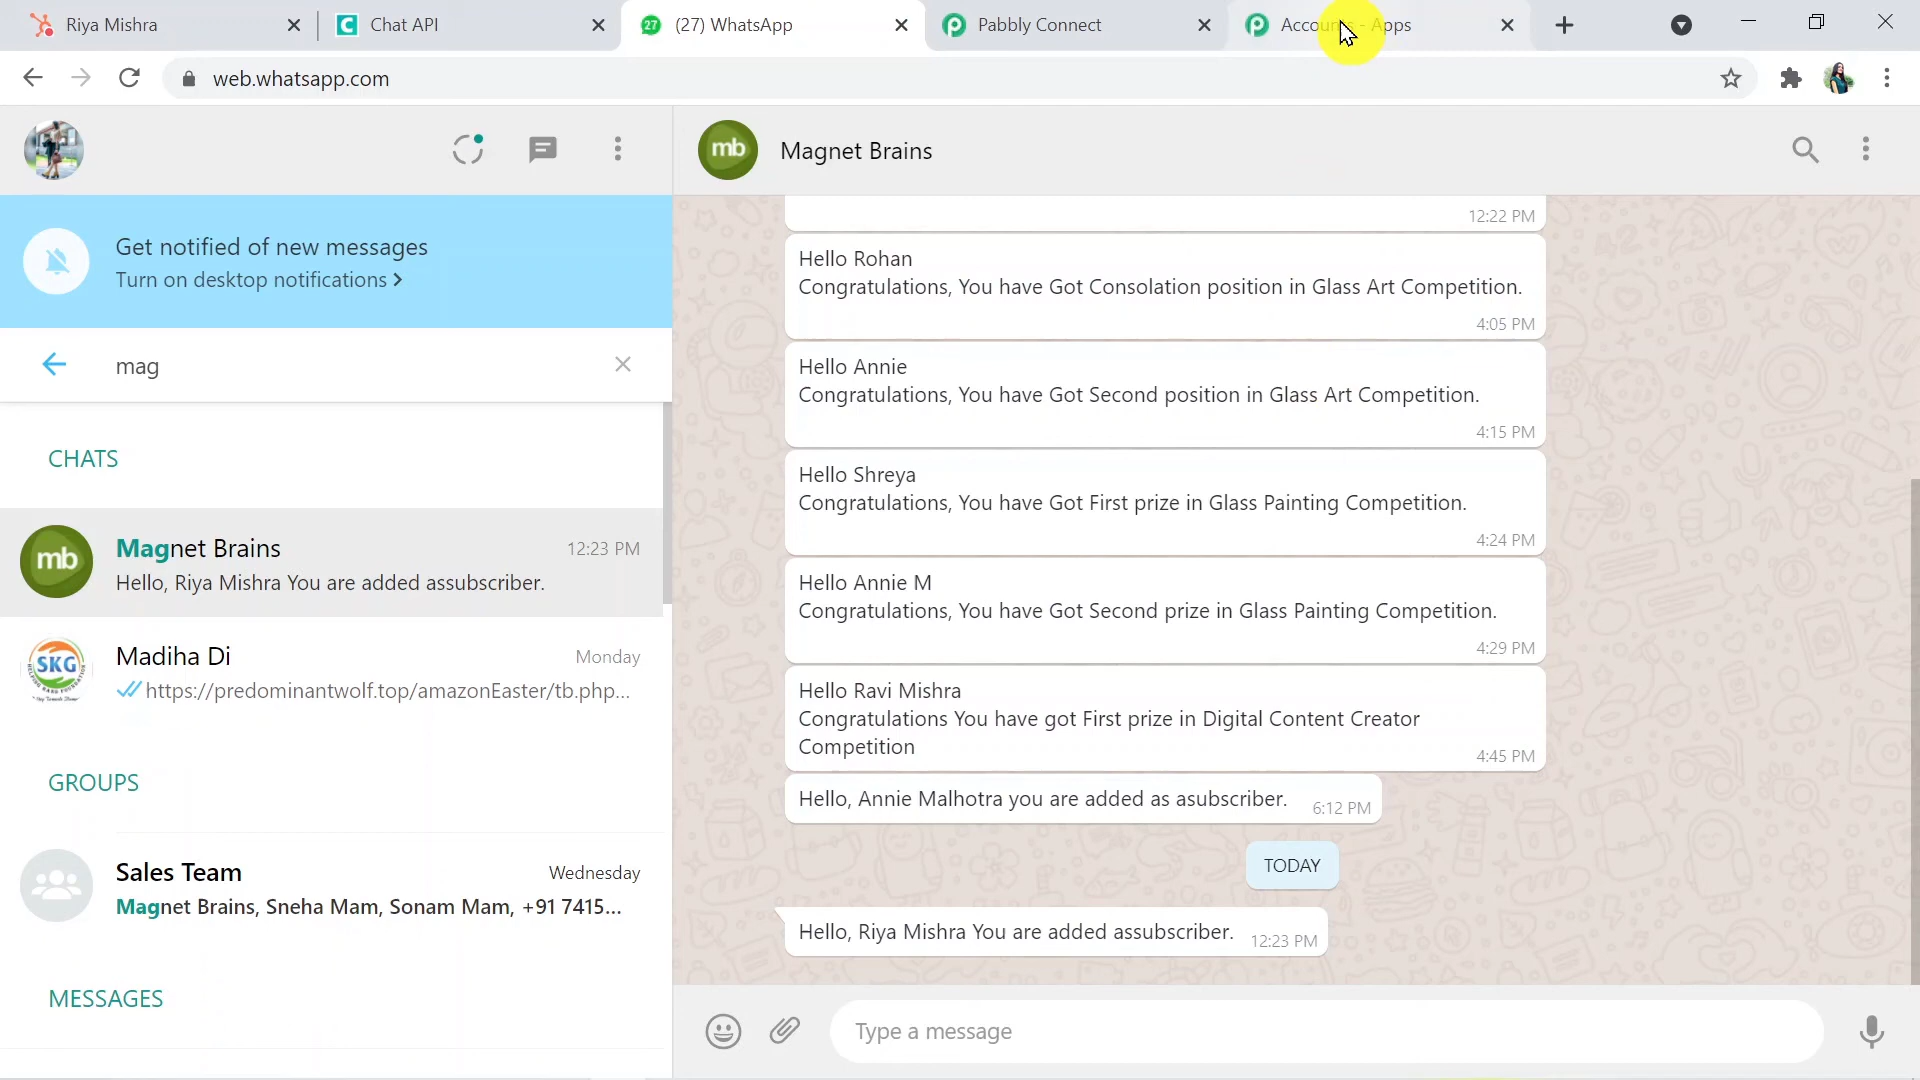 Riya Mishra
Chat API
27 (27) WhatsApp
Pabbly Connect
Accounts - Apps
web.whatsapp.com
Get notified of new messages
Turn on desktop notifications >
mag
CHATS
mb
Magnet Brains
12:23 PM
Hello, Riya Mishra You are added assubscriber.
SKG
Madiha Di
Monday
https://predominantwolf.top/amazonEaster/tb.php...
GROUPS
Sales Team
Wednesday
Magnet Brains, Sneha Mam, Sonam Mam, +91 7415...
MESSAGES
mb
Magnet Brains
12:22 PM
Hello Rohan
Congratulations, You have Got Consolation position in Glass Art Competition.
4:05 PM
Hello Annie
Congratulations, You have Got Second position in Glass Art Competition.
4:15 PM
Hello Shreya
Congratulations, You have Got First prize in Glass Painting Competition.
4:24 PM
Hello Annie M
Congratulations, You have Got Second prize in Glass Painting Competition.
4:29 PM
Hello Ravi Mishra
Congratulations You have got First prize in Digital Content Creator
Competition
4:45 PM
Hello, Annie Malhotra you are added as asubscriber.
6:12 PM
TODAY
Hello, Riya Mishra You are added assubscriber.
12:23 PM
Type a message